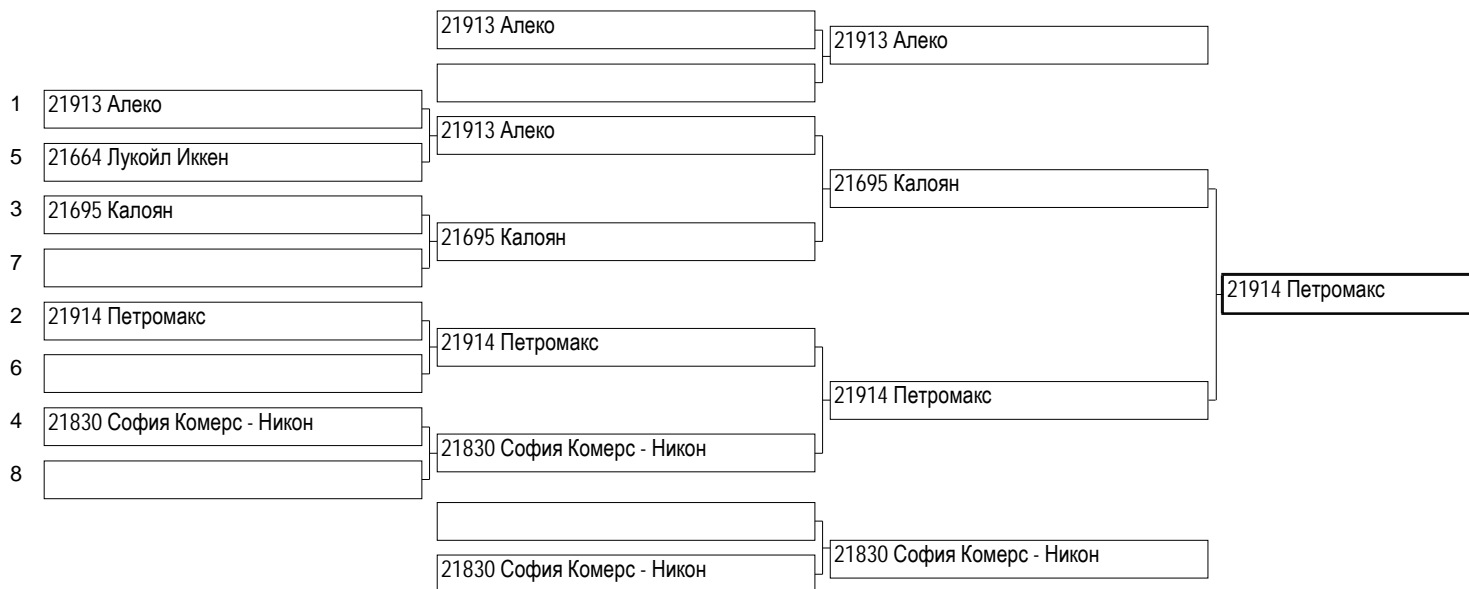 21913 Алеко
21913 Алеко
1 21913 Алеко
21913 Алеко
5 21664 Лукойл Иккен
21695 Калоян
3 21695 Калоян
21695 Калоян
7
21914 Петромакс
2 21914 Петромакс
21914 Петромакс
6
21914 Петромакс
4 21830 София Комерс - Никон
21830 София Комерс - Никон
8
21830 София Комерс - Никон
21830 София Комерс - Никон